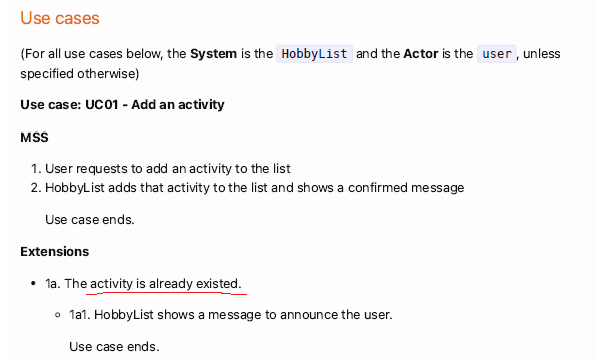 Use cases
(For all use cases below, the System is the HobbyList and the Actor is the user, unless
specified otherwise)
Use case: UC01 - Add an activity
MSS
1. User requests to add an activity to the list
2. HobbyList adds that activity to the list and shows a confirmed message
Use case ends.
Extensions
• 1a. The activity is already existed.
◦ 1a1. HobbyList shows a message to announce the user.
Use case ends.